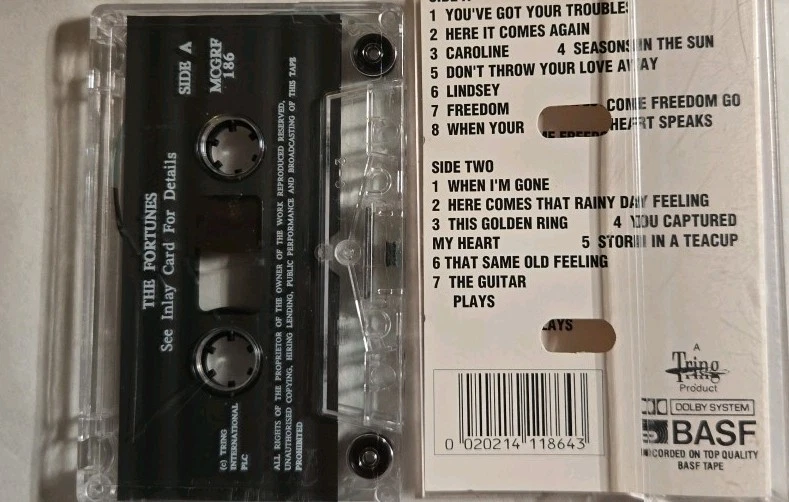 SIDE A
MCGRF
186
THE FORTUNES
See Inlay Card For Details
(c) TRING
INTERNATIONAL
PLC
ALL RIGHTS OF THE PROPRIETOR OF THE OWNER OF THE WORK REPRODUCED RESERVED,
UNAUTHORISED COPYING, HIRING LENDING, PUBLIC PERFORMANCE AND BROADCASTING OF THIS TAPE
PROHIBITED
1 YOU'VE GOT YOUR TROUBLES
2 HERE IT COMES AGAIN
3 CAROLINE 4 SEASONS IN THE SUN
5 DON'T THROW YOUR LOVE AWAY
6 LINDSEY
7 FREEDOM COME FREEDOM GO
8 WHEN YOUR HEART SPEAKS
SIDE TWO
1 WHEN I'M GONE
2 HERE COMES THAT RAINY DAY FEELING
3 THIS GOLDEN RING 4 YOU CAPTURED
MY HEART 5 STORM IN A TEACUP
6 THAT SAME OLD FEELING
7 THE GUITAR
PLAYS
LAYS
A
Tring
Product
0 020214 118643
DOLBY SYSTEM
BASF
RECORDED ON TOP QUALITY
BASF TAPE